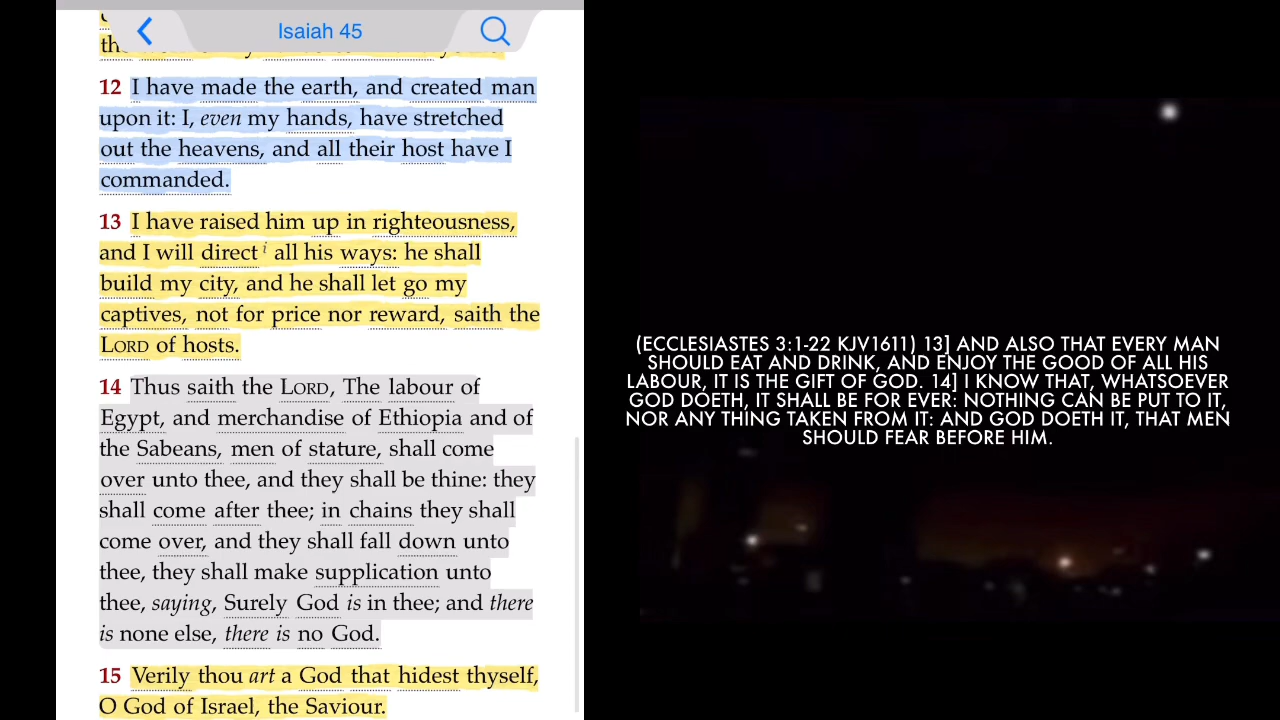 Isaiah 45
12 I have made the earth, and created man
upon it: I, even my hands, have stretched
out the heavens, and all their host have I
commanded.
13 I have raised him up in righteousness,
and I will direct i all his ways: he shall
build my city, and he shall let go my
captives, not for price nor reward, saith the
LORD of hosts.
14 Thus saith the LORD, The labour of
Egypt, and merchandise of Ethiopia and of
the Sabeans, men of stature, shall come
over unto thee, and they shall be thine: they
shall come after thee; in chains they shall
come over, and they shall fall down unto
thee, they shall make supplication unto
thee, saying, Surely God is in thee; and there
is none else, there is no God.
15 Verily thou art a God that hidest thyself,
O God of Israel, the Saviour.
(ECCLESIASTES 3:1-22 KJV1611) 13] AND ALSO THAT EVERY MAN
SHOULD EAT AND DRINK, AND ENJOY THE GOOD OF ALL HIS
LABOUR, IT IS THE GIFT OF GOD. 14] I KNOW THAT, WHATSOEVER
GOD DOETH, IT SHALL BE FOR EVER: NOTHING CAN BE PUT TO IT,
NOR ANY THING TAKEN FROM IT: AND GOD DOETH IT, THAT MEN
SHOULD FEAR BEFORE HIM.